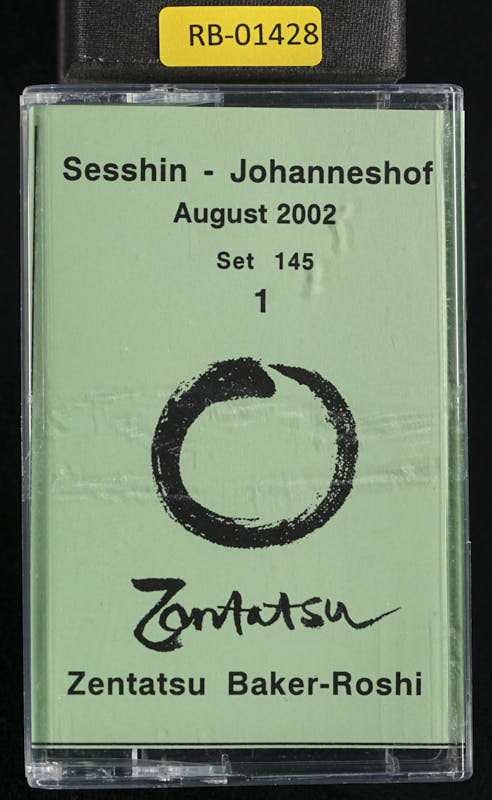 RB-01428
Sesshin - Johanneshof
August 2002
Set 145
1
Zentatsu
Zentatsu Baker-Roshi